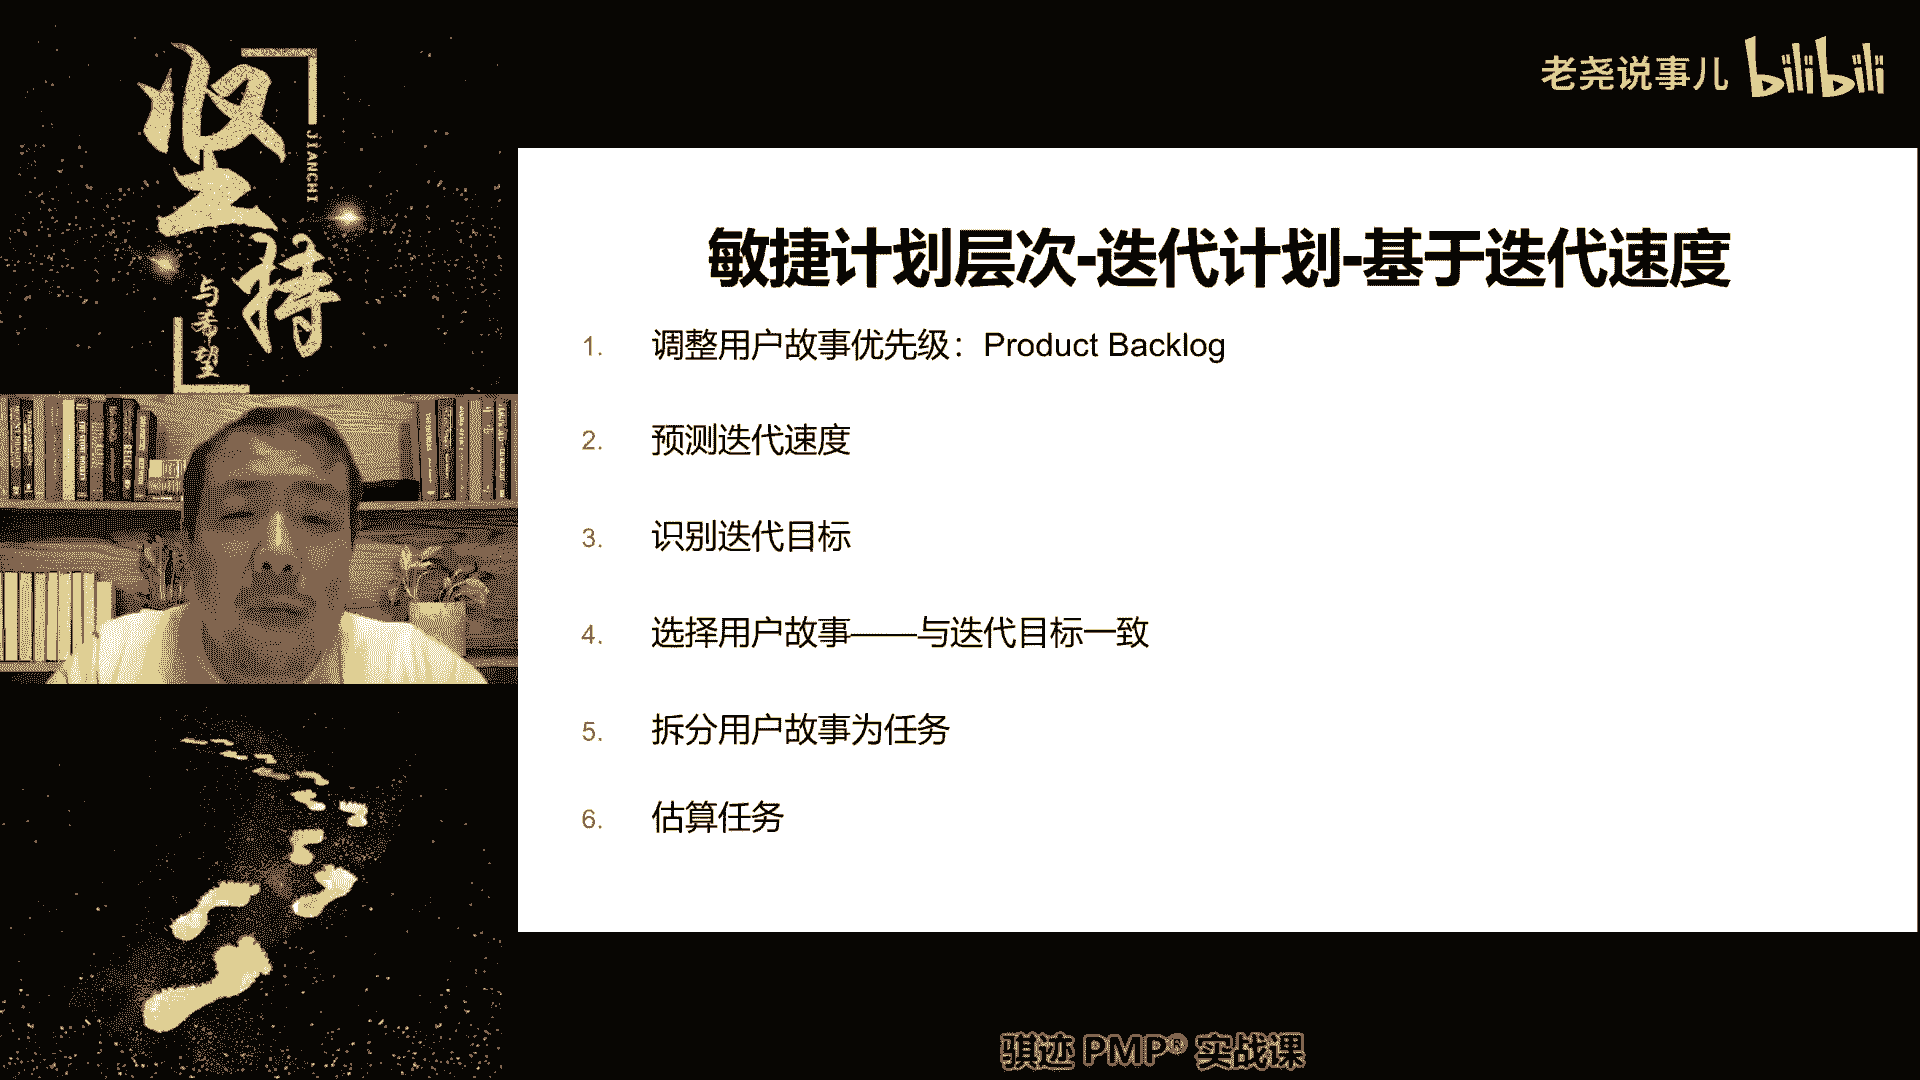 坚持
JIANCHI
与希望
老尧说事儿 bilibili
敏捷计划层次-迭代计划-基于迭代速度
1. 调整用户故事优先级：Product Backlog
2. 预测迭代速度
3. 识别迭代目标
4. 选择用户故事——与迭代目标一致
5. 拆分用户故事为任务
6. 估算任务
骐迹 PMP® 实战课